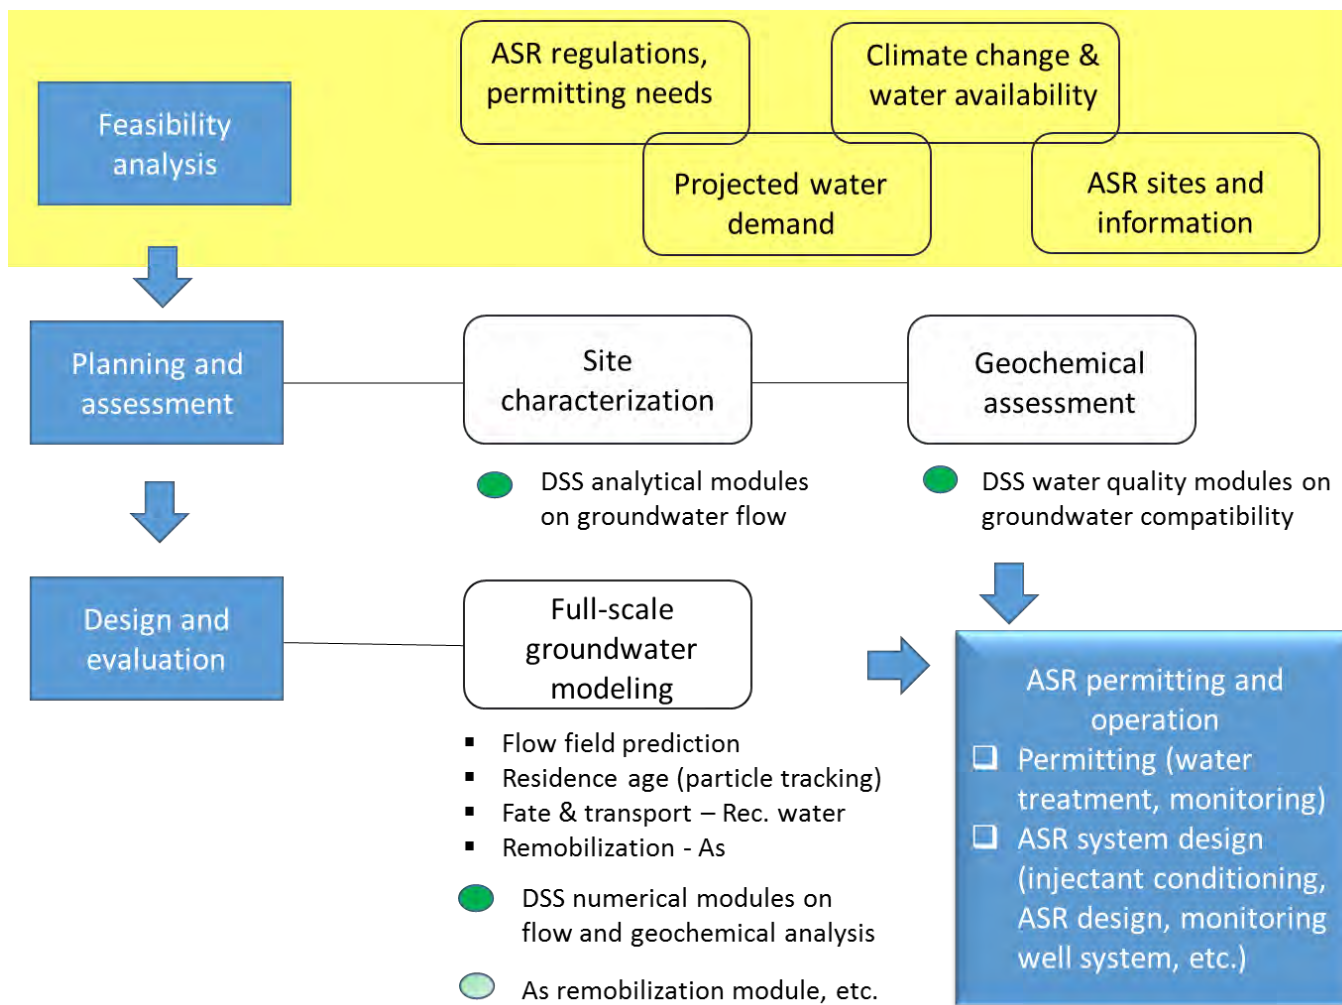 Feasibility
analysis
ASR regulations,
permitting needs
Climate change &
water availability
Projected water
demand
ASR sites and
information
Planning and
assessment
Site
characterization
Geochemical
assessment
DSS analytical modules
on groundwater flow
DSS water quality modules on
groundwater compatibility
Design and
evaluation
Full-scale
groundwater
modeling
▪ Flow field prediction
▪ Residence age (particle tracking)
▪ Fate & transport – Rec. water
▪ Remobilization - As
DSS numerical modules on
flow and geochemical analysis
As remobilization module, etc.
ASR permitting and
operation
❑ Permitting (water
treatment, monitoring)
❑ ASR system design
(injectant conditioning,
ASR design, monitoring
well system, etc.)